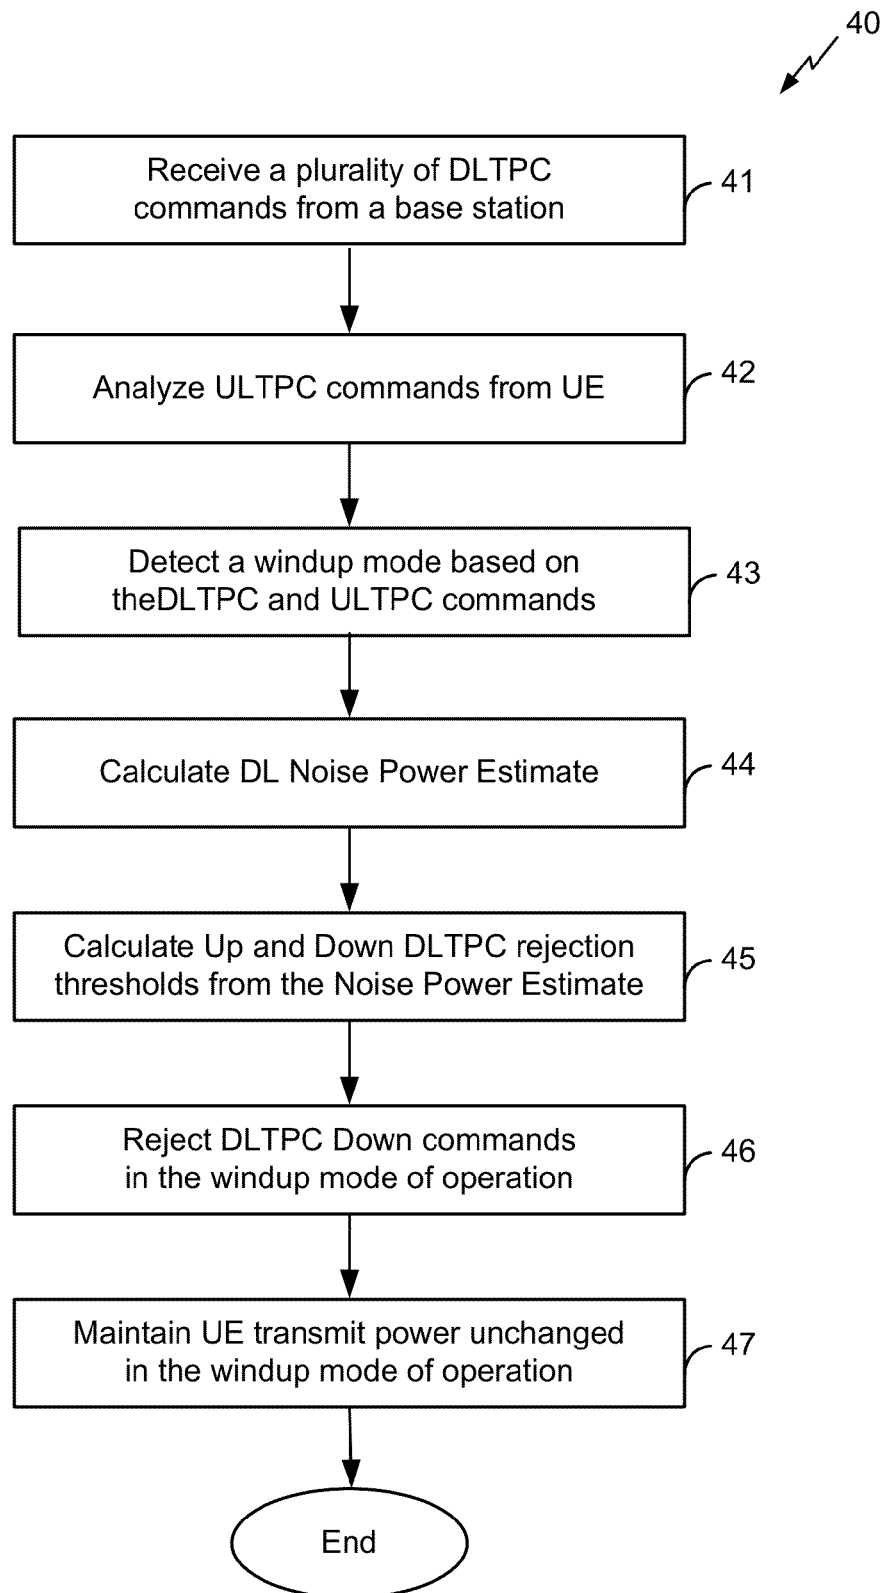 40
Receive a plurality of DLTPC
commands from a base station
41
Analyze ULTPC commands from UE
42
Detect a windup mode based on
theDLTPC and ULTPC commands
43
Calculate DL Noise Power Estimate
44
Calculate Up and Down DLTPC rejection
thresholds from the Noise Power Estimate
45
Reject DLTPC Down commands
in the windup mode of operation
46
Maintain UE transmit power unchanged
in the windup mode of operation
47
End